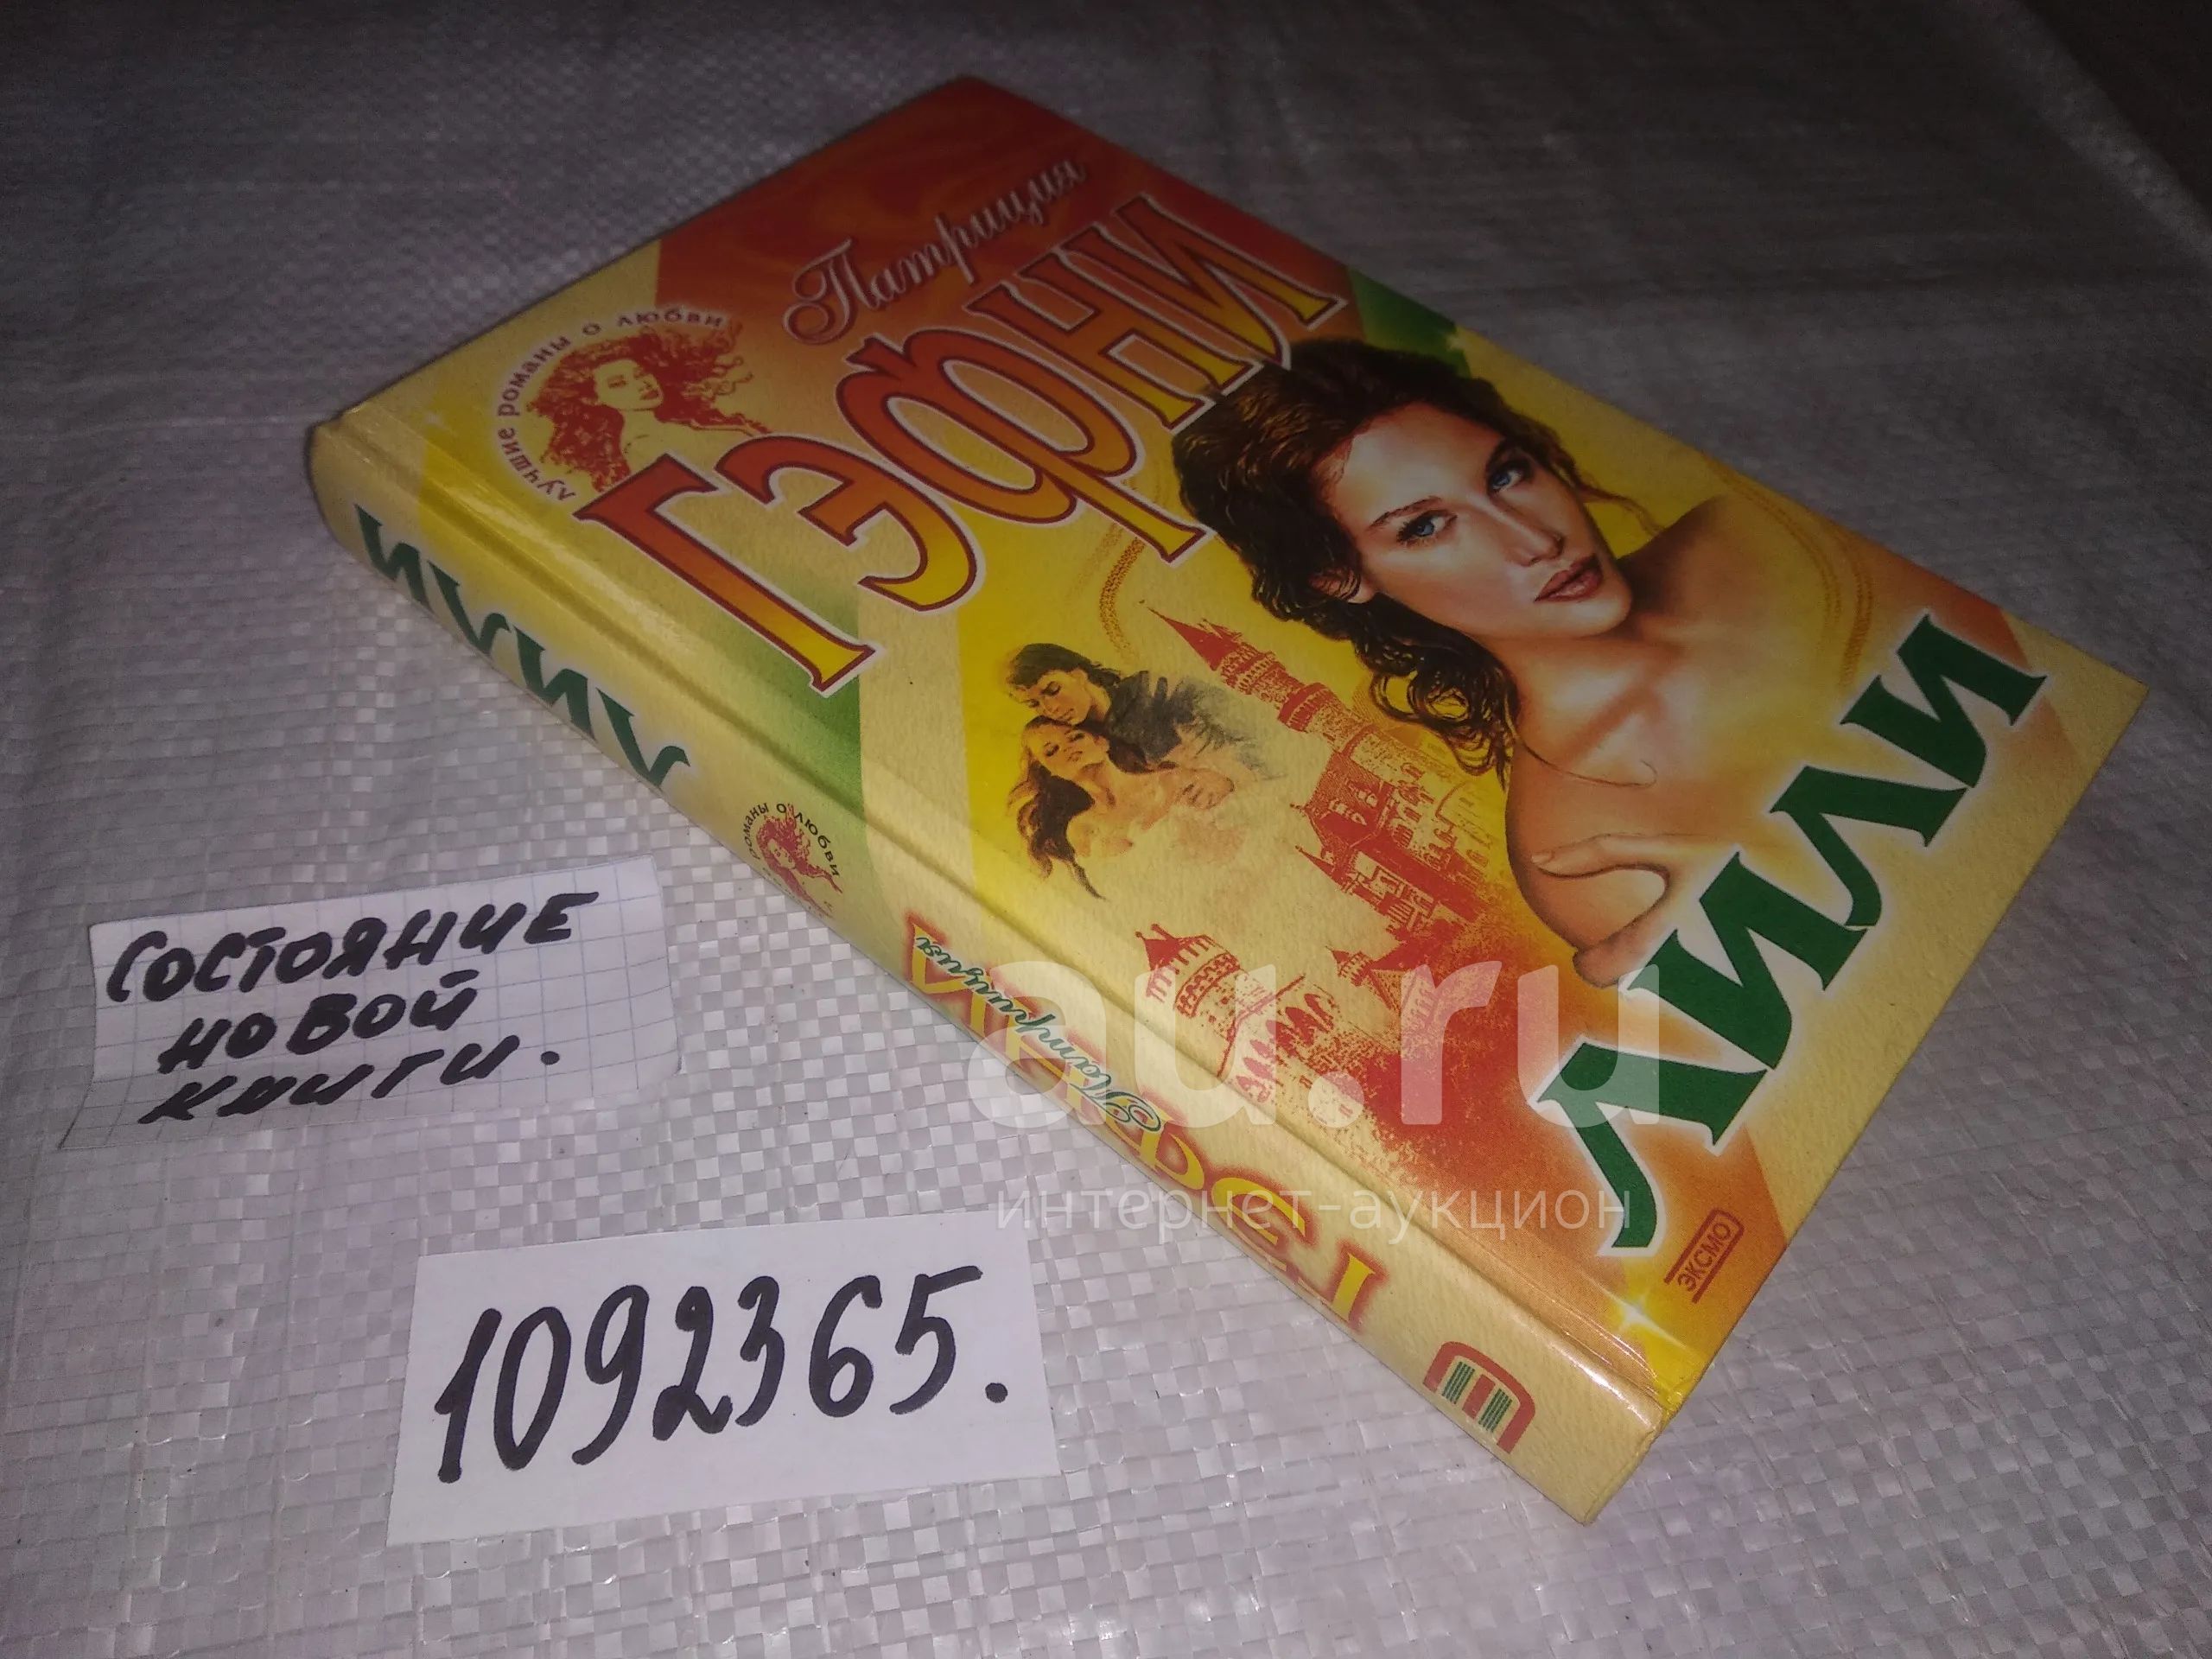 Патриция
ГЭФНИ
лучшие романы о любви
ЛИЛИ
ЭКСМО
ЛИЛИ
романы о любви
Патриция
ГЭФНИ
СОСТОЯНИЕ
НОВОЙ
КНИГИ.
1092365.
au.ru
интернет-аукцион